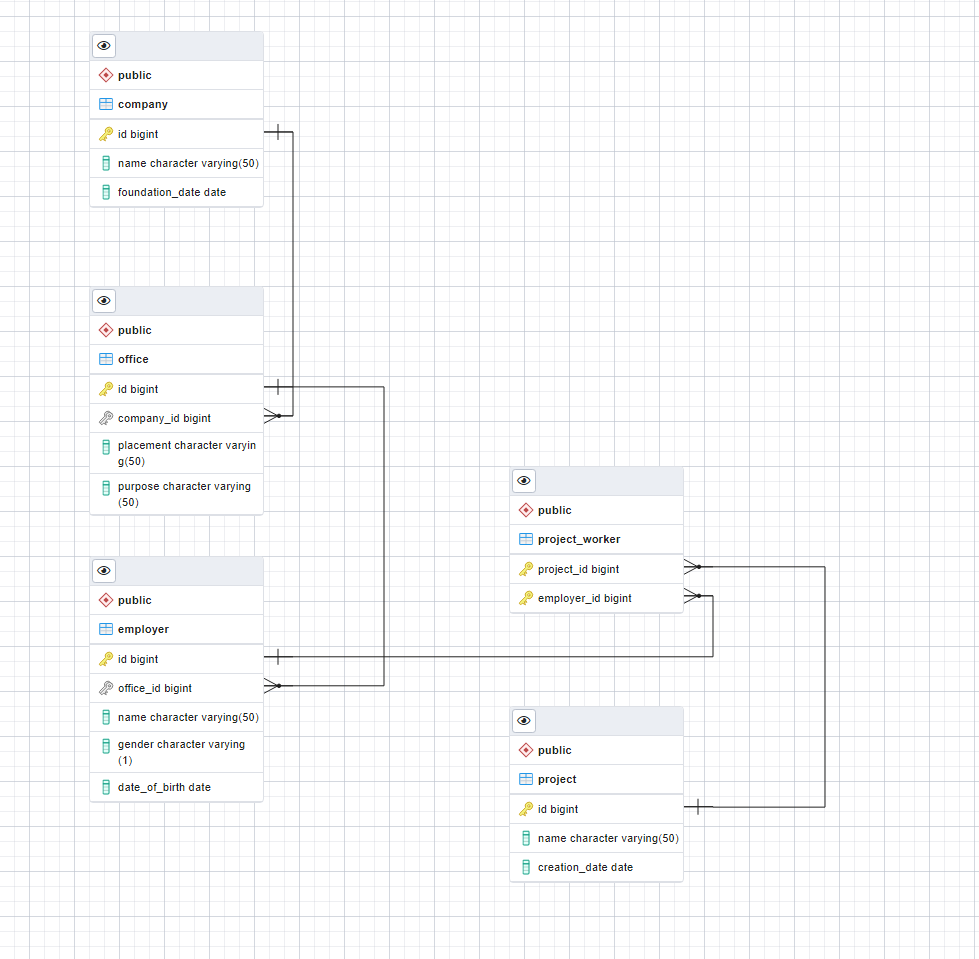 public
company
id bigint
name character varying(50)
foundation_date date
public
office
id bigint
company_id bigint
placement character varyin
g(50)
purpose character varying
(50)
public
employer
id bigint
office_id bigint
name character varying(50)
gender character varying
(1)
date_of_birth date
public
project_worker
project_id bigint
employer_id bigint
public
project
id bigint
name character varying(50)
creation_date date